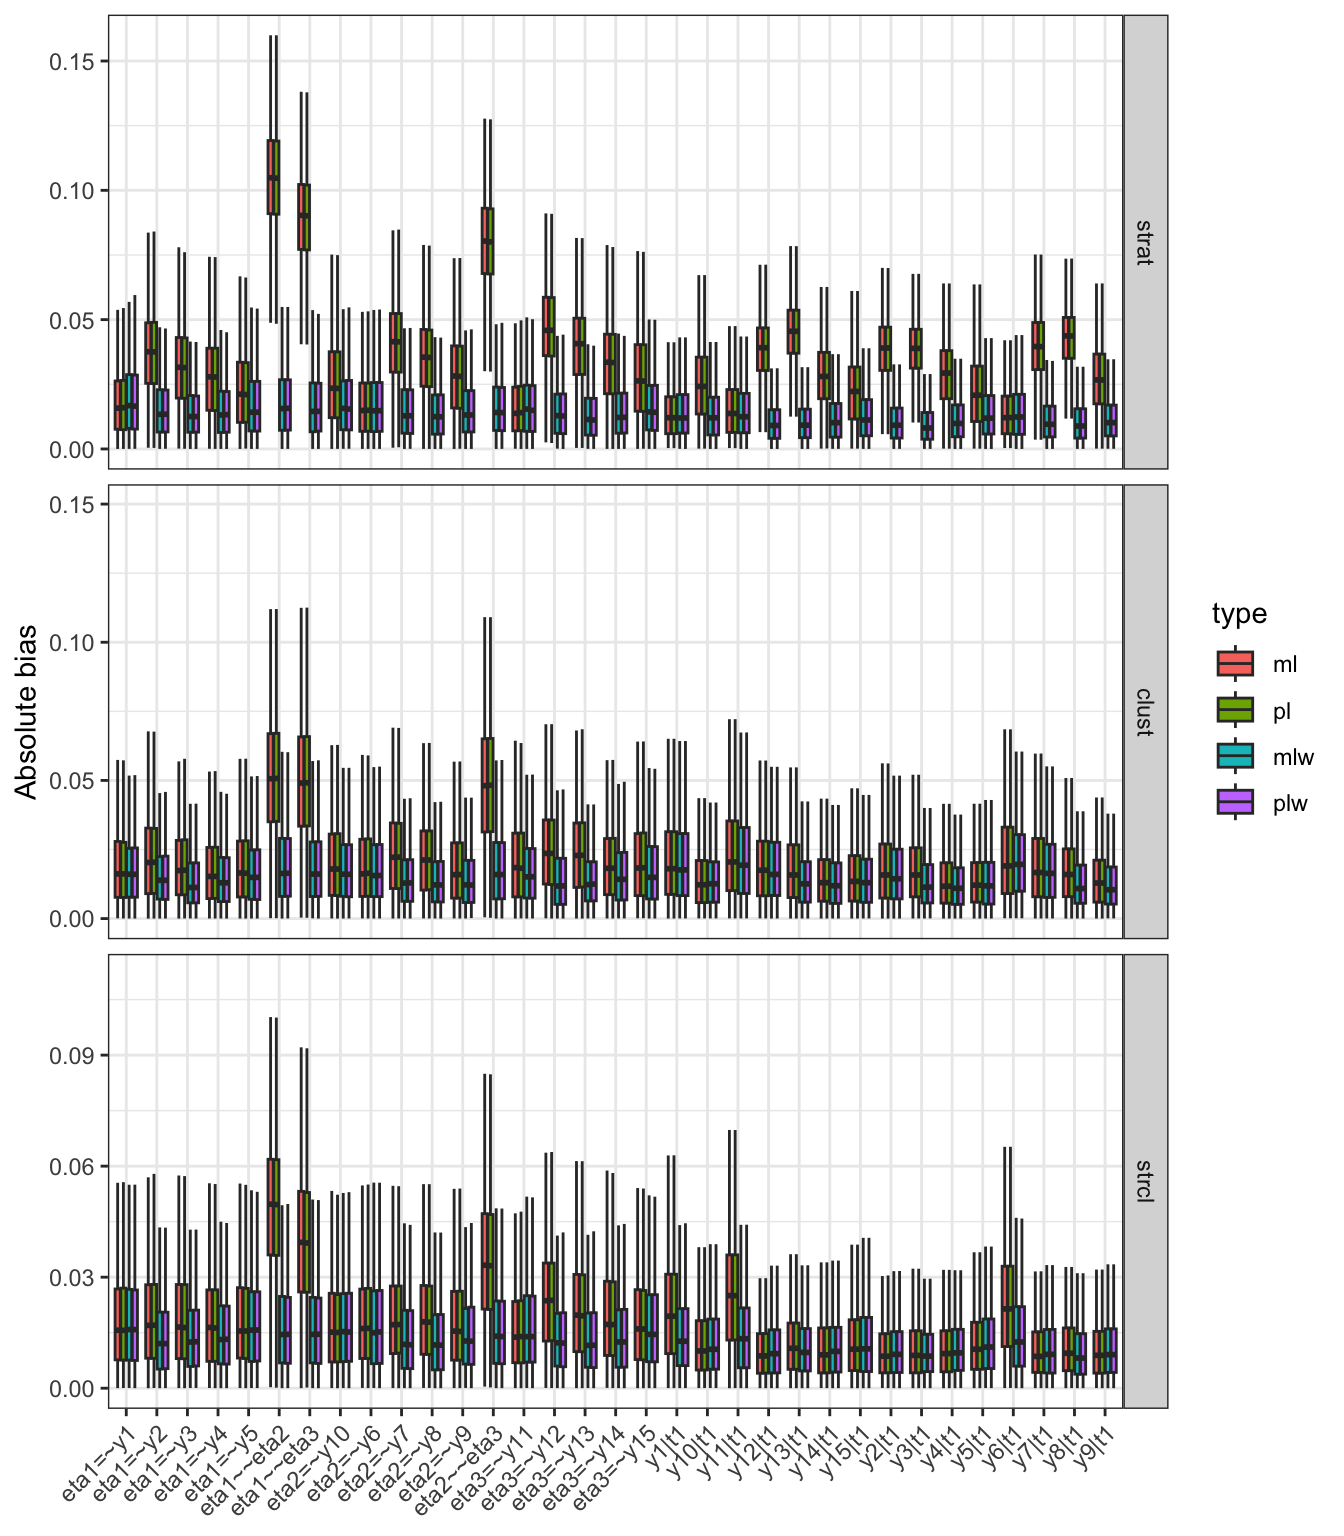 0.15
0.10
0.05
0.00
strat
Absolute bias
0.15
0.10
0.05
0.00
clust
0.09
0.06
0.03
0.00
strcl
eta1=~y1
eta1=~y2
eta1=~y3
eta1=~y4
eta1=~y5
eta1~~eta2
eta1~~eta3
eta2=~y10
eta2=~y6
eta2=~y7
eta2=~y8
eta2=~y9
eta2~~eta3
eta3=~y11
eta3=~y12
eta3=~y13
eta3=~y14
eta3=~y15
y1|t1
y10|t1
y11|t1
y12|t1
y13|t1
y14|t1
y15|t1
y2|t1
y3|t1
y4|t1
y5|t1
y6|t1
y7|t1
y8|t1
y9|t1
type
ml
pl
mlw
plw